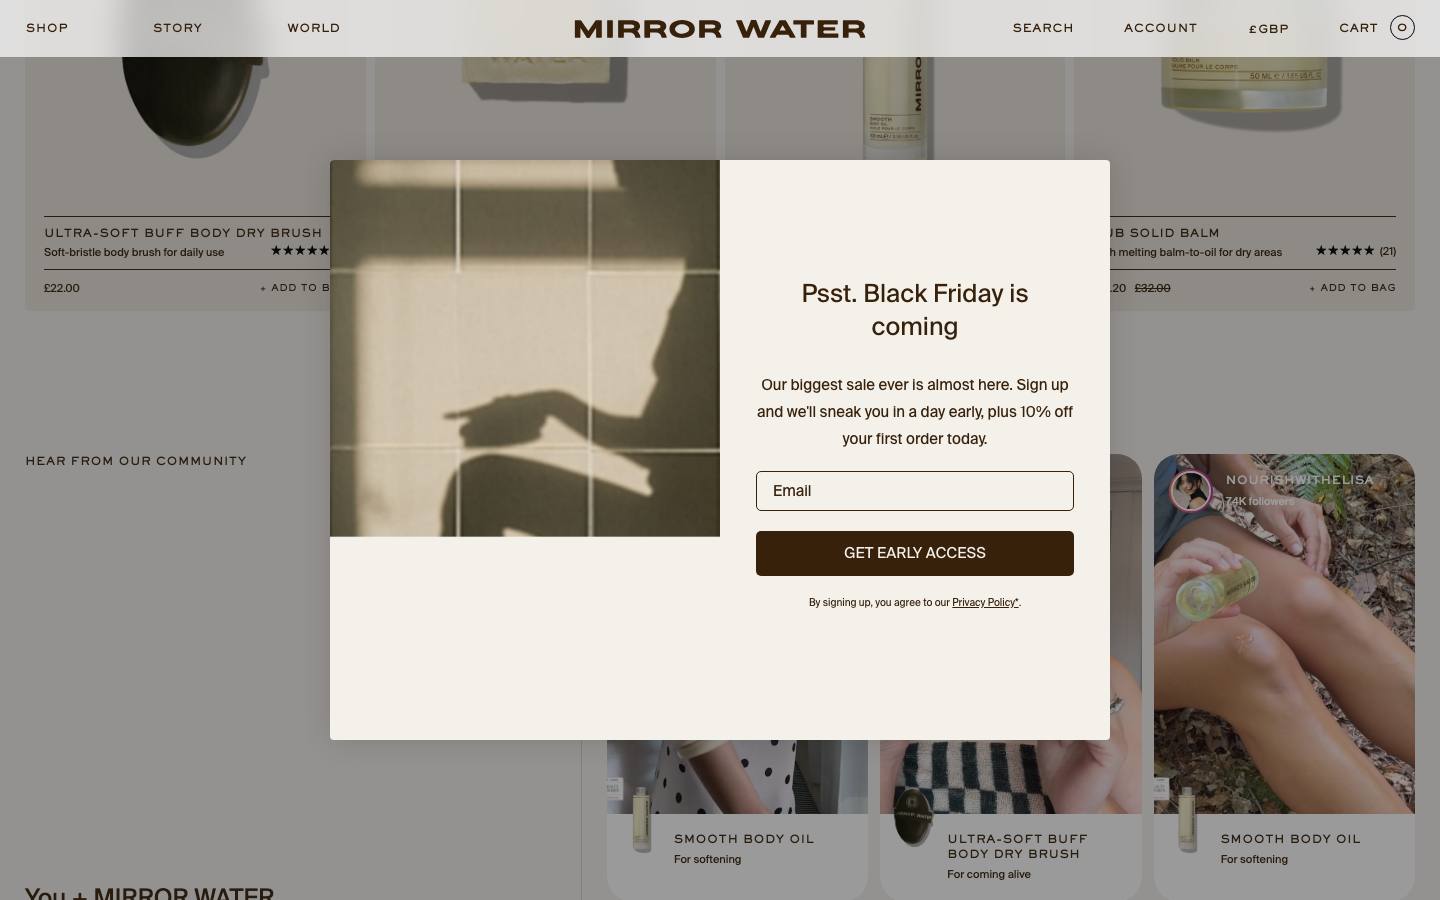 SHOP
STORY
WORLD
MIRROR WATER
SEARCH
ACCOUNT
£GBP
CART
0
50 ML
ULTRA-SOFT BUFF BODY DRY BRUSH
Soft-bristle body brush for daily use
★★★★★
£22.00
+ ADD TO B
SOLID BALM
melting balm-to-oil for dry areas
★★★★★ (21)
.20 £32.00
+ ADD TO BAG
Psst. Black Friday is
coming
Our biggest sale ever is almost here. Sign up
and we'll sneak you in a day early, plus 10% off
your first order today.
Email
GET EARLY ACCESS
By signing up, you agree to our Privacy Policy*.
HEAR FROM OUR COMMUNITY
NOURISHWITHELISA
74K followers
SMOOTH BODY OIL
For softening
ULTRA-SOFT BUFF
BODY DRY BRUSH
For coming alive
SMOOTH BODY OIL
For softening
You + MIRROR WATER